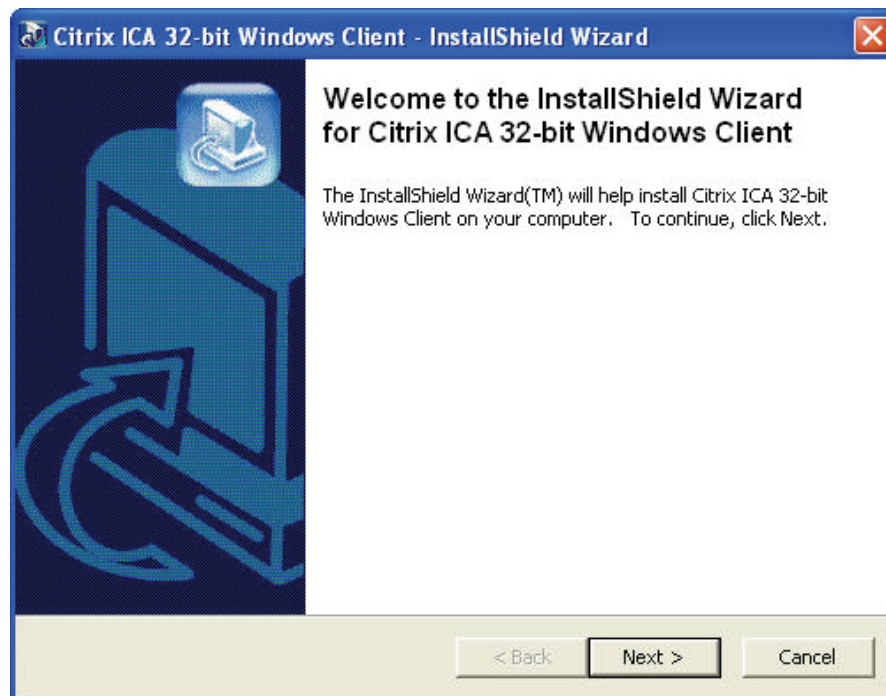 Citrix ICA 32-bit Windows Client - InstallShield Wizard
Welcome to the InstallShield Wizard
for Citrix ICA 32-bit Windows Client
The InstallShield Wizard(TM) will help install Citrix ICA 32-bit
Windows Client on your computer. To continue, click Next.
< Back
Next >
Cancel